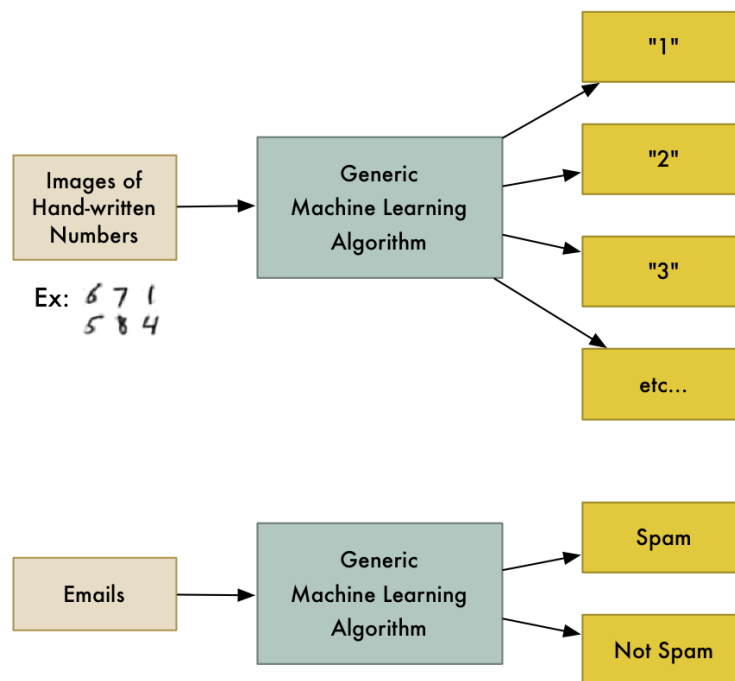 "1"
Images of
Hand-written
Numbers
Generic
Machine Learning
Algorithm
"2"
"3"
etc...
Ex: 6 7 1
5 8 4
Emails
Generic
Machine Learning
Algorithm
Spam
Not Spam